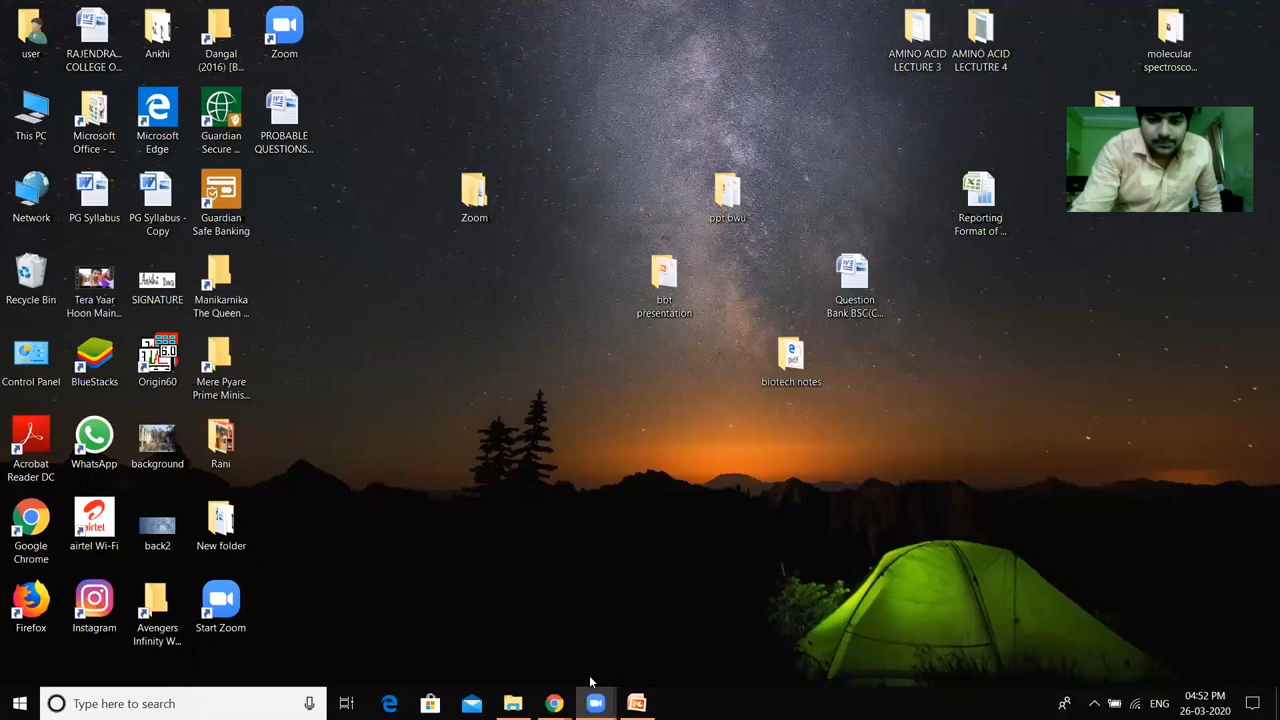 user
RAJENDRA...
COLLEGE O...
Ankhi
Dangal
(2016) [B...
Zoom
AMINO ACID
LECTURE 3
AMINO ACID
LECTUTRE 4
molecular
spectrosco...
This PC
Microsoft
Office - ...
Microsoft
Edge
Guardian
Secure ...
PROBABLE
QUESTIONS...
Network
PG Syllabus
PG Syllabus -
Copy
Guardian
Safe Banking
Zoom
ppt bwu
Reporting
Format of ...
Recycle Bin
Tera Yaar
Hoon Main...
SIGNATURE
Manikarnika
The Queen ...
bbt
presentation
Question
Bank BSC(C...
Control Panel
BlueStacks
Origin60
Mere Pyare
Prime Minis...
biotech notes
Acrobat
Reader DC
WhatsApp
background
Rani
Google
Chrome
airtel Wi-Fi
back2
New folder
Firefox
Instagram
Avengers
Infinity W...
Start Zoom
Type here to search
ENG
04:52 PM
26-03-2020